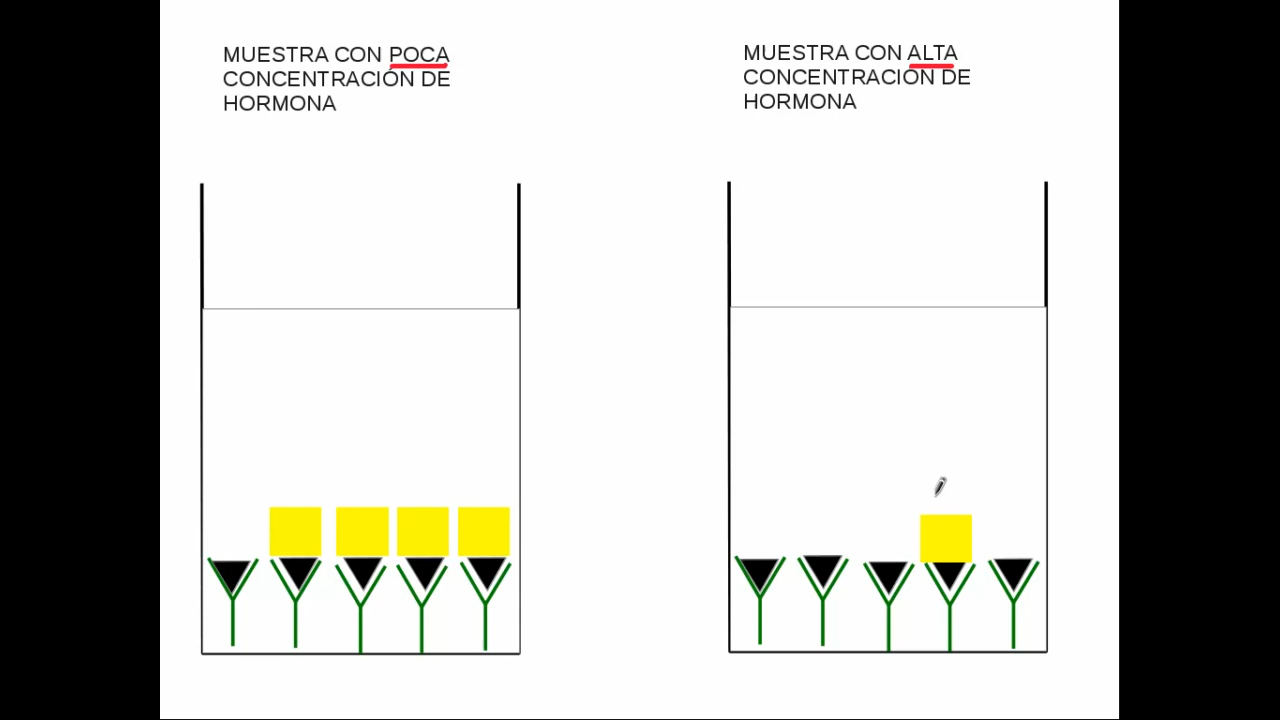 MUESTRA CON POCA
CONCENTRACIÓN DE
HORMONA
MUESTRA CON ALTA
CONCENTRACIÓN DE
HORMONA